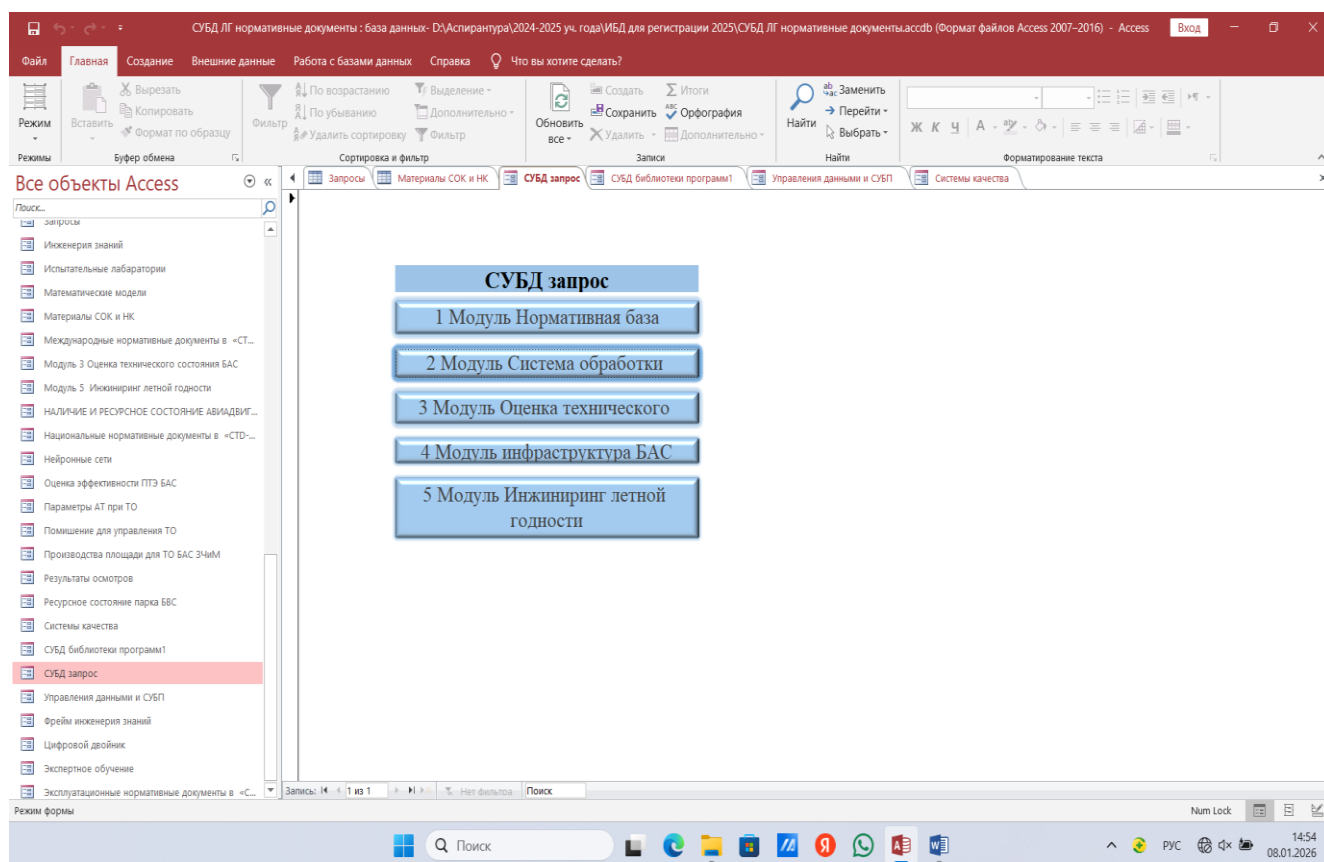 СУБД ЛГ нормативные документы : база данных- D:\Аспирантура\2024-2025 уч. года\ИБД для регистрации 2025\СУБД ЛГ нормативные документы.accdb (Формат файлов Access 2007–2016) - Access
Вход
Файл Главная Создание Внешние данные Работа с базами данных Справка Что вы хотите сделать?
Режим
Вставить
Вырезать
Копировать
Формат по образцу
Фильтр
По возрастанию
По убыванию
Удалить сортировку
Выделение
Дополнительно
Фильтр
Обновить все
Создать
Сохранить
Удалить
Итоги
Орфография
Дополнительно
Найти
Заменить
Перейти
Выбрать
Ж К Ч А
Режимы Буфер обмена Сортировка и фильтр Записи Найти Форматирование текста
Все объекты Access
Поиск...
Запросы Материалы СОК и НК СУБД запрос СУБД библиотеки программ1 Управления данными и СУБП Системы качества
запросы
Инженерия знаний
Испытательные лабаратории
Математические модели
Материалы СОК и НК
Международные нормативные документы в «СТ...
Модуль 3 Оценка технического состояния БАС
Модуль 5 Инжиниринг летной годности
НАЛИЧИЕ И РЕСУРСНОЕ СОСТОЯНИЕ АВИАДВИГ...
Национальные нормативные документы в «CTD-...
Нейронные сети
Оценка эффективности ПТЭ БАС
Параметры АТ при ТО
Помишение для управления ТО
Производства площади для ТО БАС ЗЧиМ
Результаты осмотров
Ресурсное состояние парка БВС
Системы качества
СУБД библиотеки программ1
СУБД запрос
Управления данными и СУБП
Фрейм инженерия знаний
Цифровой двойник
Экспертное обучение
Эксплуатационные нормативные документы в «С...
СУБД запрос
1 Модуль Нормативная база
2 Модуль Система обработки
3 Модуль Оценка технического
4 Модуль инфраструктура БАС
5 Модуль Инжиниринг летной
годности
Запись: 1 из 1 Нет фильтра Поиск
Режим формы
Num Lock
Поиск
РУС
14:54
08.01.2026